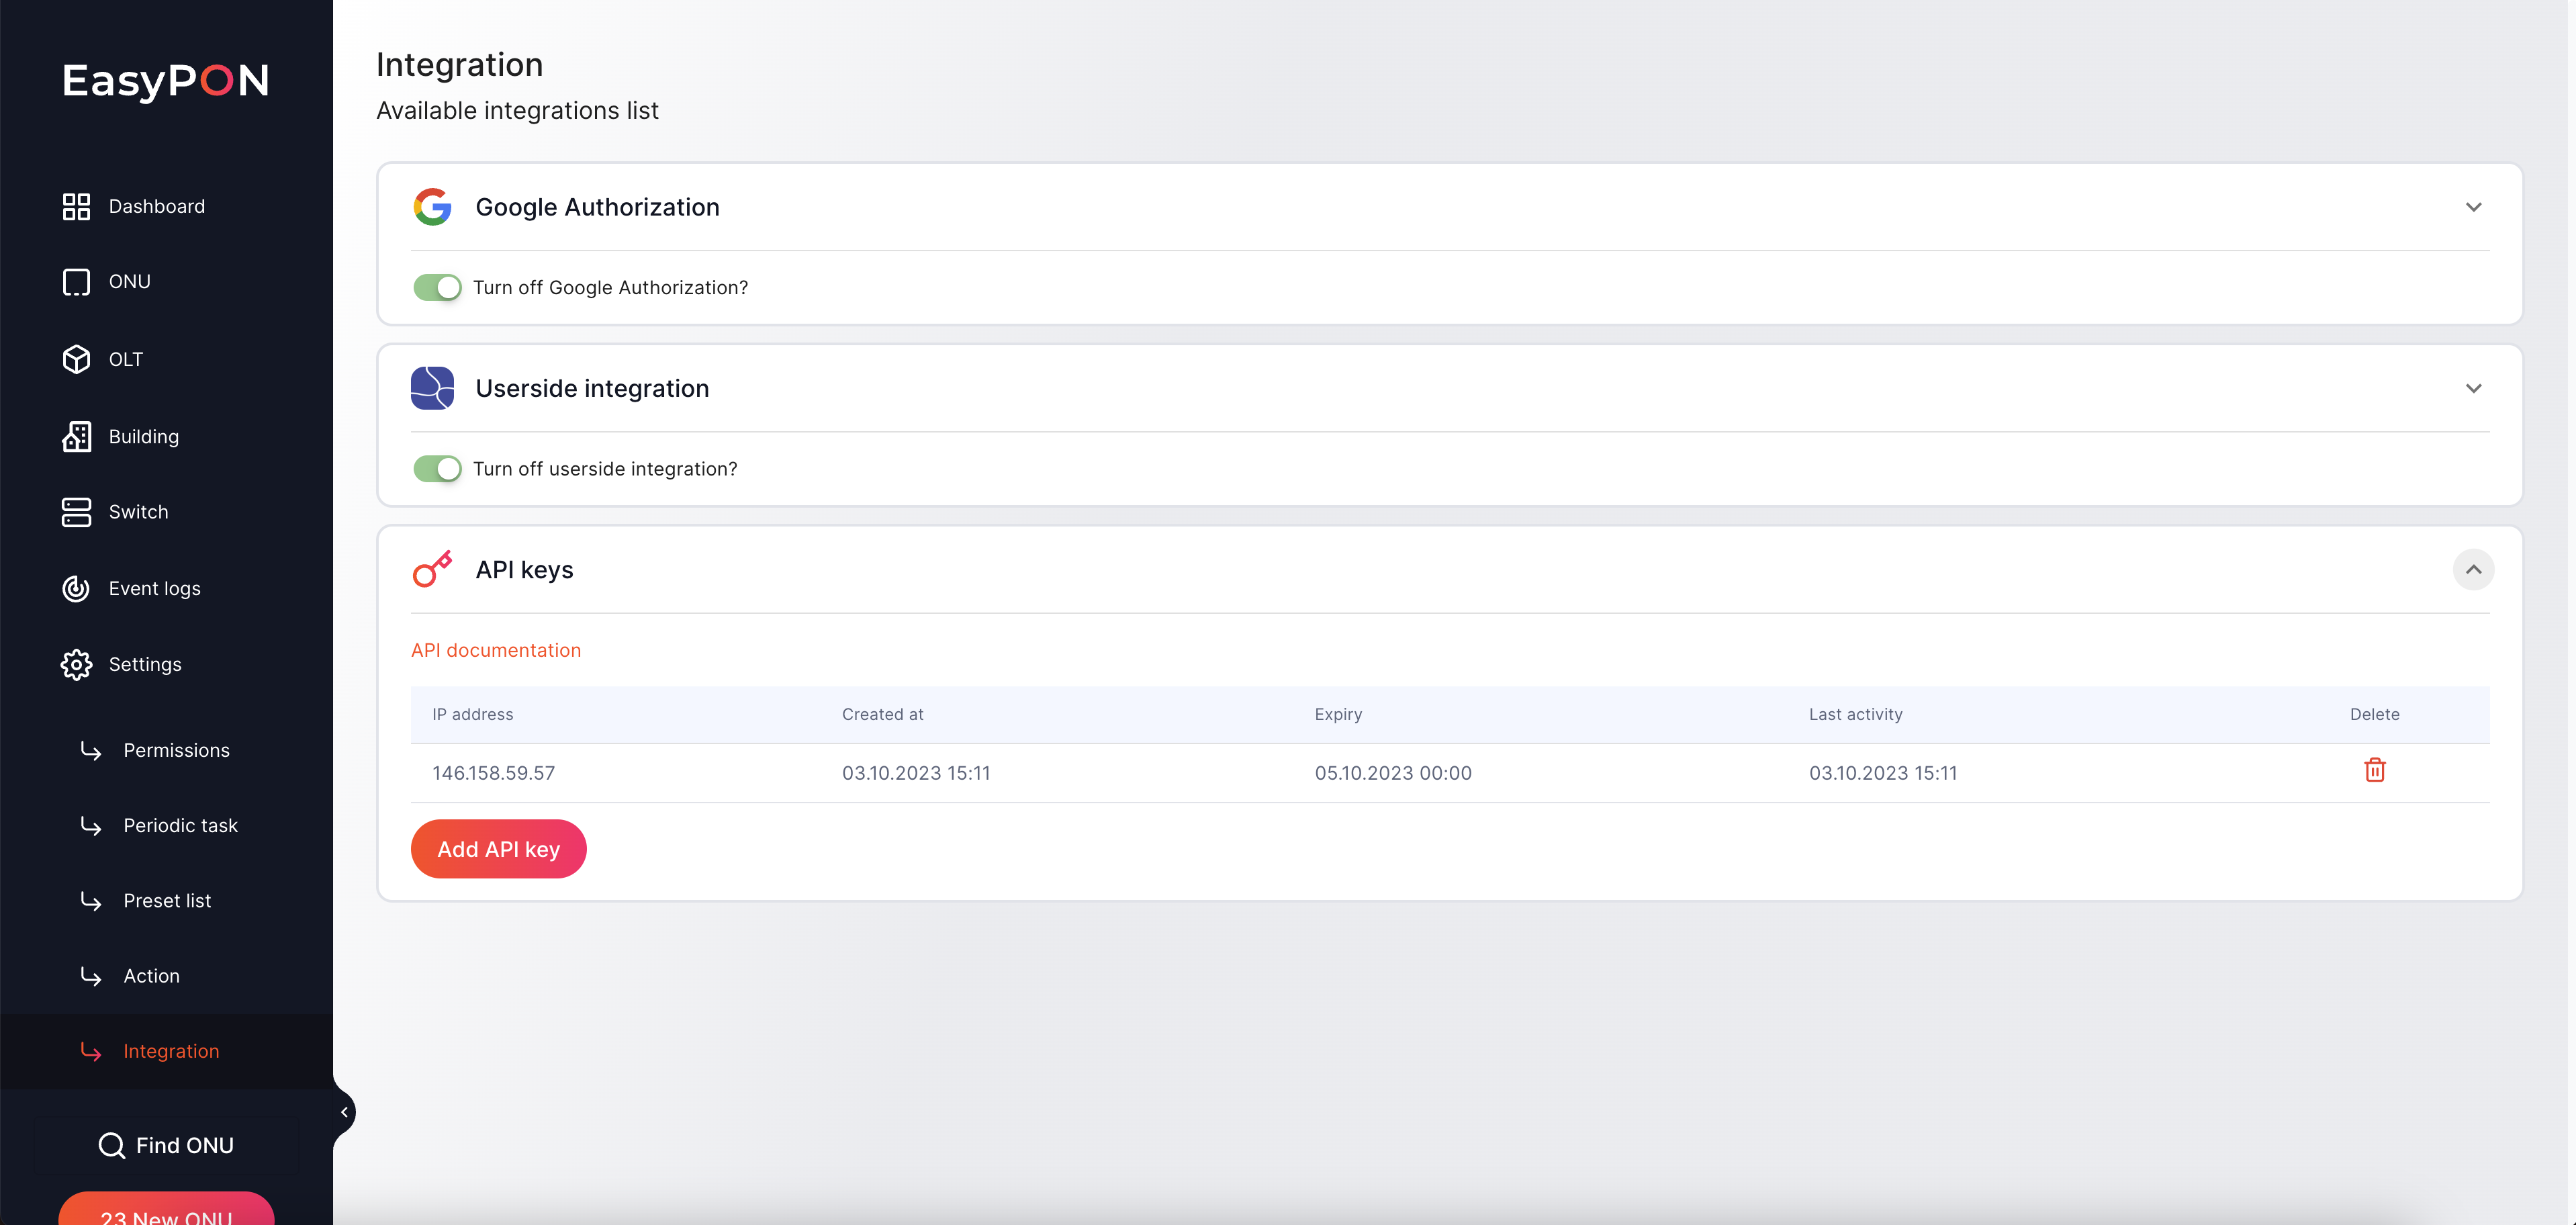 EasyPON
Dashboard
ONU
OLT
Building
Switch
Event logs
Settings
Permissions
Periodic task
Preset list
Action
Integration
Find ONU
23 New ONU
Integration
Available integrations list
Google Authorization
Turn off Google Authorization?
Userside integration
Turn off userside integration?
API keys
API documentation
IP address Created at Expiry Last activity Delete
146.158.59.57 03.10.2023 15:11 05.10.2023 00:00 03.10.2023 15:11
Add API key